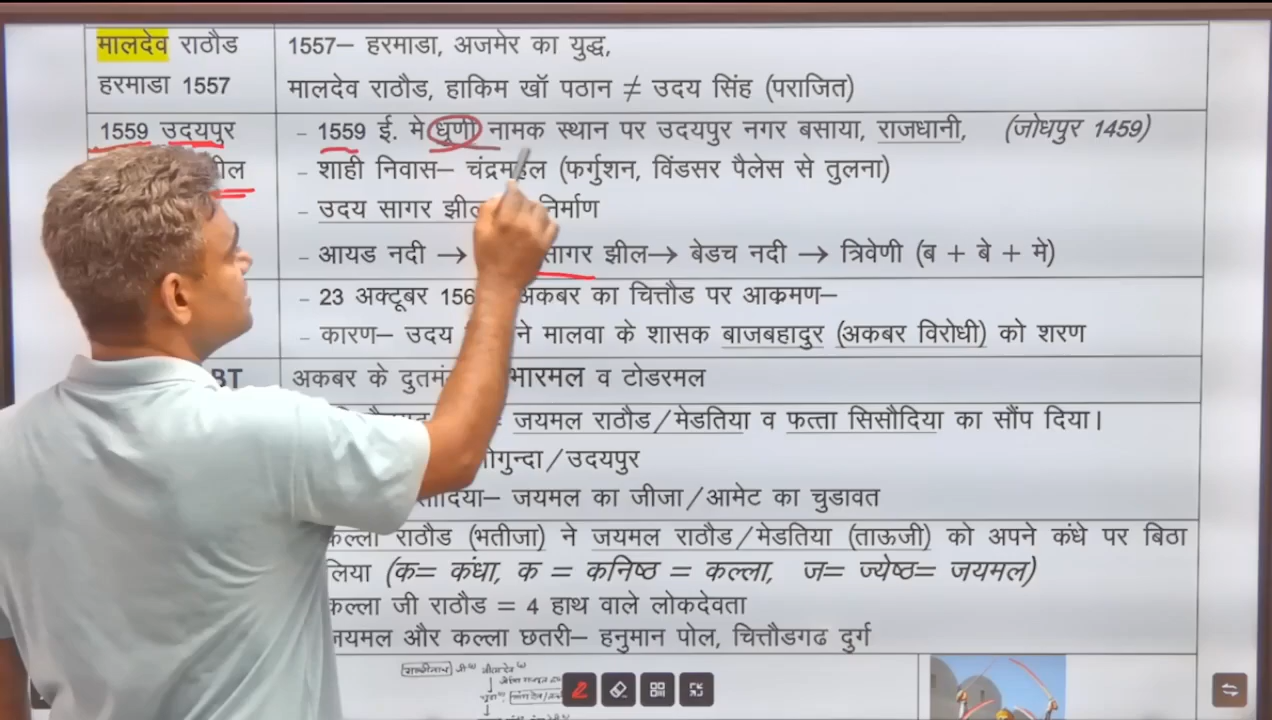 मालदेव राठौड
हरमाडा 1557
1557– हरमाडा, अजमेर का युद्ध,
मालदेव राठौड, हाकिम खॉ पठान ≠ उदय सिंह (पराजित)
1559 उदयपुर
– 1559 ई. मे धूणी नामक स्थान पर उदयपुर नगर बसाया, राजधानी, (जोधपुर 1459)
– शाही निवास– चंद्रमहल (फर्गुशन, विंडसर पैलेस से तुलना)
– उदय सागर झील निर्माण
– आयड नदी → सागर झील→ बेडच नदी → त्रिवेणी (ब + बे + मे)
– 23 अक्टूबर 156 अकबर का चित्तौड पर आक्रमण–
– कारण– उदय ने मालवा के शासक बाजबहादुर (अकबर विरोधी) को शरण
BT
अकबर के दुतमं भारमल व टोडरमल
जयमल राठौड/मेडतिया व फत्ता सिसौदिया का सौंप दिया।
गोगुन्दा/उदयपुर
– जयमल का जीजा/आमेट का चुडावत
कल्ला राठौड (भतीजा) ने जयमल राठौड/मेडतिया (ताऊजी) को अपने कंधे पर बिठा
लिया (क= कंधा, क = कनिष्ठ = कल्ला, ज= ज्येष्ठ= जयमल)
कल्ला जी राठौड = 4 हाथ वाले लोकदेवता
जयमल और कल्ला छतरी– हनुमान पोल, चित्तौडगढ दुर्ग